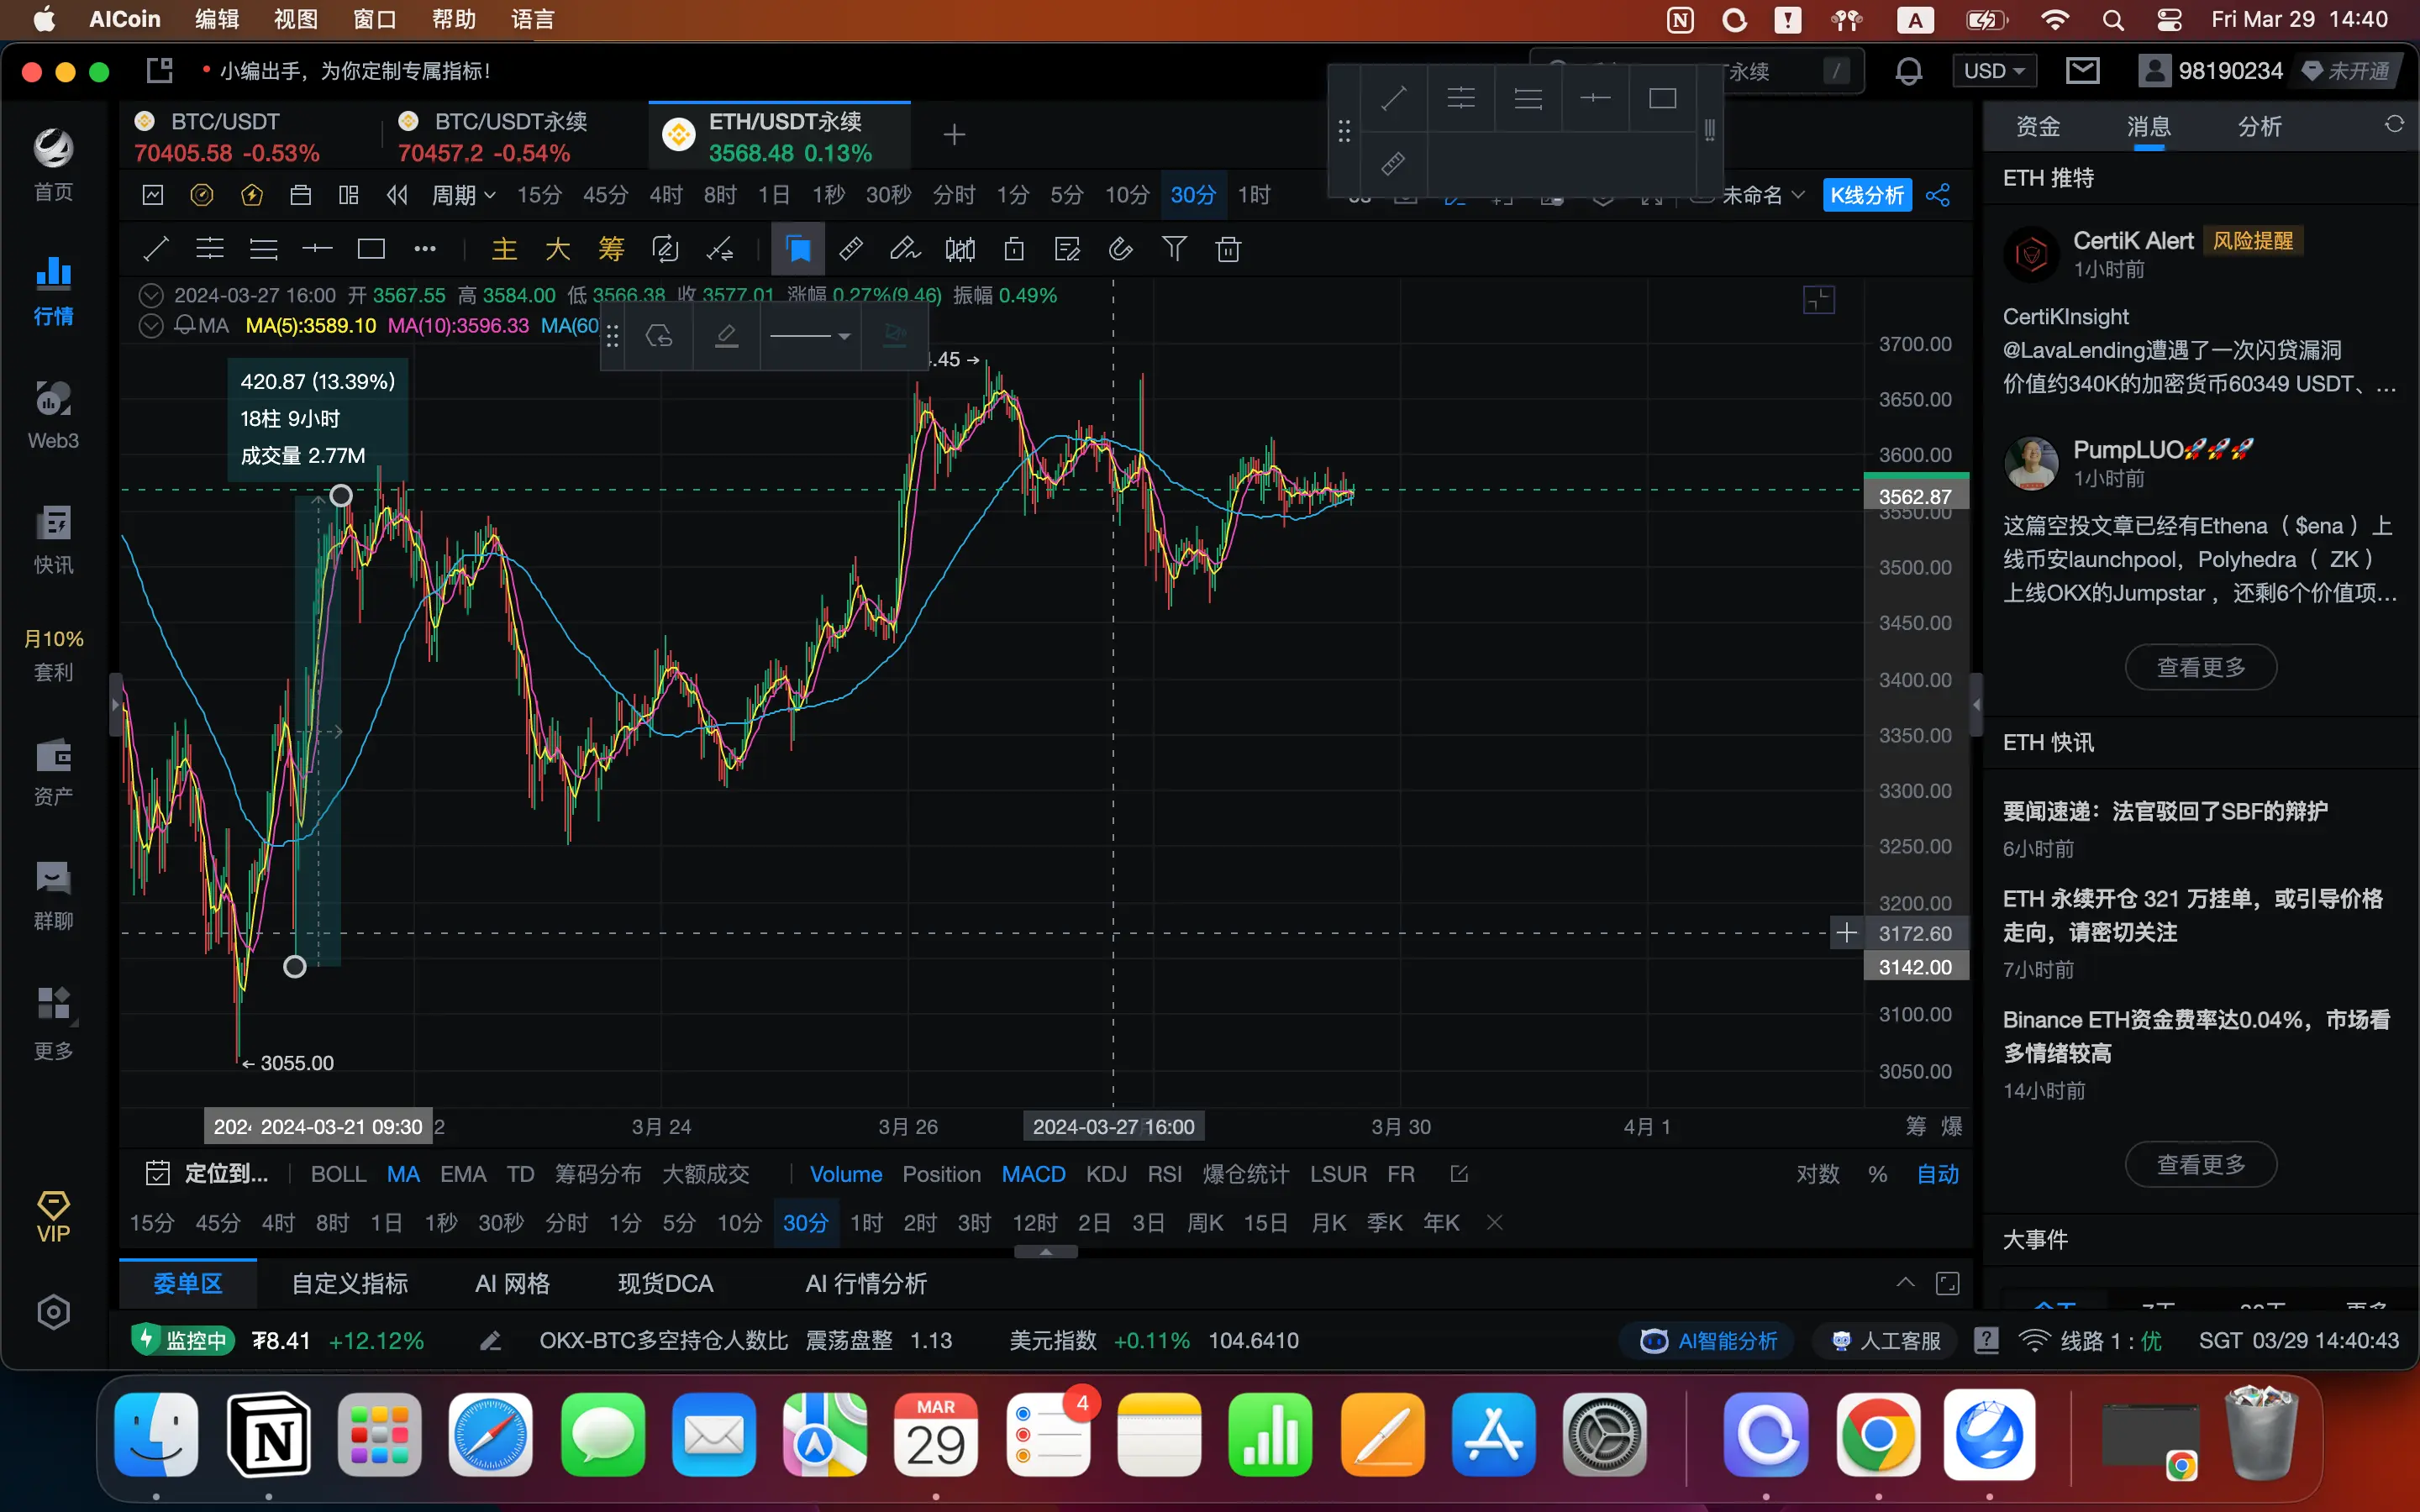 AICoin 编辑 视图 窗口 帮助 语言
Fri Mar 29 14:40
小编出手，为你定制专属指标！
T永续 /
USD
98190234 未开通
BTC/USDT
70405.58 -0.53%
BTC/USDT永续
70457.2 -0.54%
ETH/USDT永续
3568.48 0.13%
周期 15分 45分 4时 8时 1日 1秒 30秒 分时 1分 5分 10分 30分 1时
未命名 K线分析
主 大 筹
2024-03-27 16:00 开 3567.55 高 3584.00 低 3566.38 收 3577.01 涨幅 0.27%(9.46) 振幅 0.49%
MA MA(5):3589.10 MA(10):3596.33 MA(60
420.87 (13.39%)
18柱 9小时
成交量 2.77M
.45
3055.00
3700.00
3650.00
3600.00
3562.87
3550.00
3500.00
3450.00
3400.00
3350.00
3300.00
3250.00
3200.00
3172.60
3142.00
3100.00
3050.00
202 2024-03-21 09:30 2 3月 24 3月 26 2024-03-27 16:00 3月 30 4月 1 筹 爆
定位到... BOLL MA EMA TD 筹码分布 大额成交 Volume Position MACD KDJ RSI 爆仓统计 LSUR FR 对数 % 自动
15分 45分 4时 8时 1日 1秒 30秒 分时 1分 5分 10分 30分 1时 2时 3时 12时 2日 3日 周K 15日 月K 季K 年K
委单区 自定义指标 AI 网格 现货DCA AI 行情分析
监控中 ₮8.41 +12.12% OKX-BTC多空持仓人数比 震荡盘整 1.13 美元指数 +0.11% 104.6410 AI智能分析 人工客服 线路 1 : 优 SGT 03/29 14:40:43
首页
行情
Web3
快讯
月10%
套利
资产
群聊
更多
VIP
资金 消息 分析
ETH 推特
CertiK Alert 风险提醒
1小时前
CertiKInsight
@LavaLending遭遇了一次闪贷漏洞
价值约340K的加密货币60349 USDT、...
PumpLUO🚀🚀🚀
1小时前
这篇空投文章已经有Ethena（ $ena ）上
线币安launchpool，Polyhedra（ ZK ）
上线OKX的Jumpstar ，还剩6个价值项...
查看更多
ETH 快讯
要闻速递：法官驳回了SBF的辩护
6小时前
ETH 永续开仓 321 万挂单，或引导价格
走向，请密切关注
7小时前
Binance ETH资金费率达0.04%，市场看
多情绪较高
14小时前
查看更多
大事件
MAR
29
4